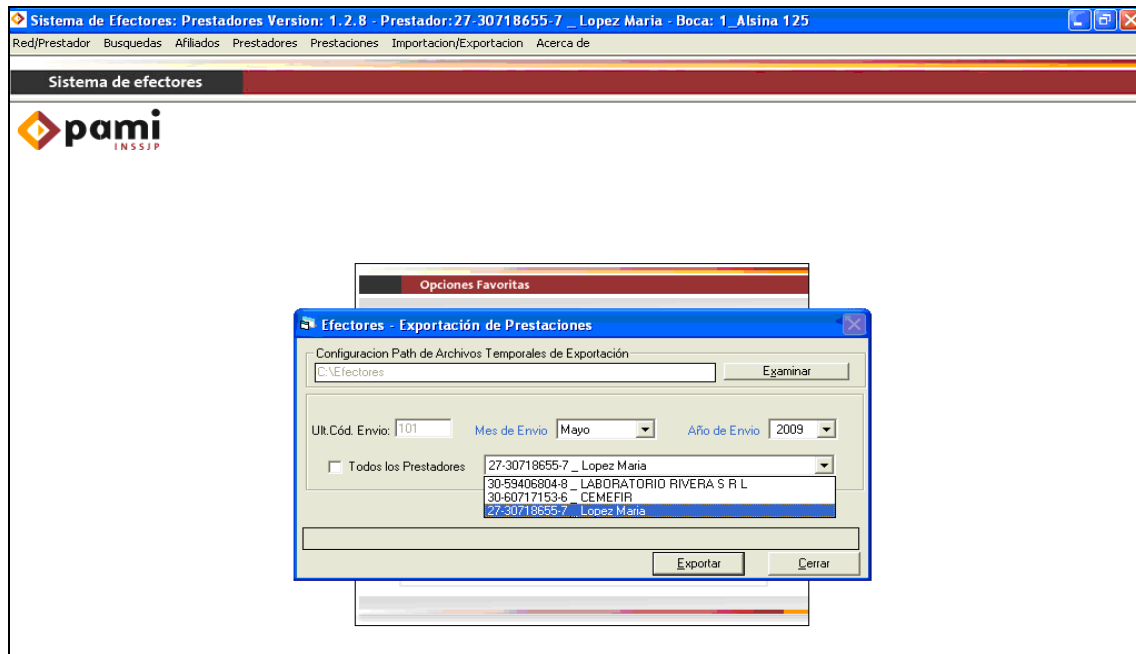 Sistema de Efectores: Prestadores Version: 1.2.8 - Prestador:27-30718655-7 _ Lopez Maria - Boca: 1_Alsina 125
Red/Prestador Busquedas Afiliados Prestadores Prestaciones Importacion/Exportacion Acerca de
Sistema de efectores
pami
INSSJP
Opciones Favoritas
Efectores - Exportación de Prestaciones
Configuracion Path de Archivos Temporales de Exportación
C:\Efectores Examinar
Ult.Cód. Envio: 101 Mes de Envio Mayo Año de Envio 2009
Todos los Prestadores 27-30718655-7 _ Lopez Maria
30-59406804-8 _ LABORATORIO RIVERA S R L
30-60717153-6 _ CEMEFIR
27-30718655-7 _ Lopez Maria
Exportar Cerrar